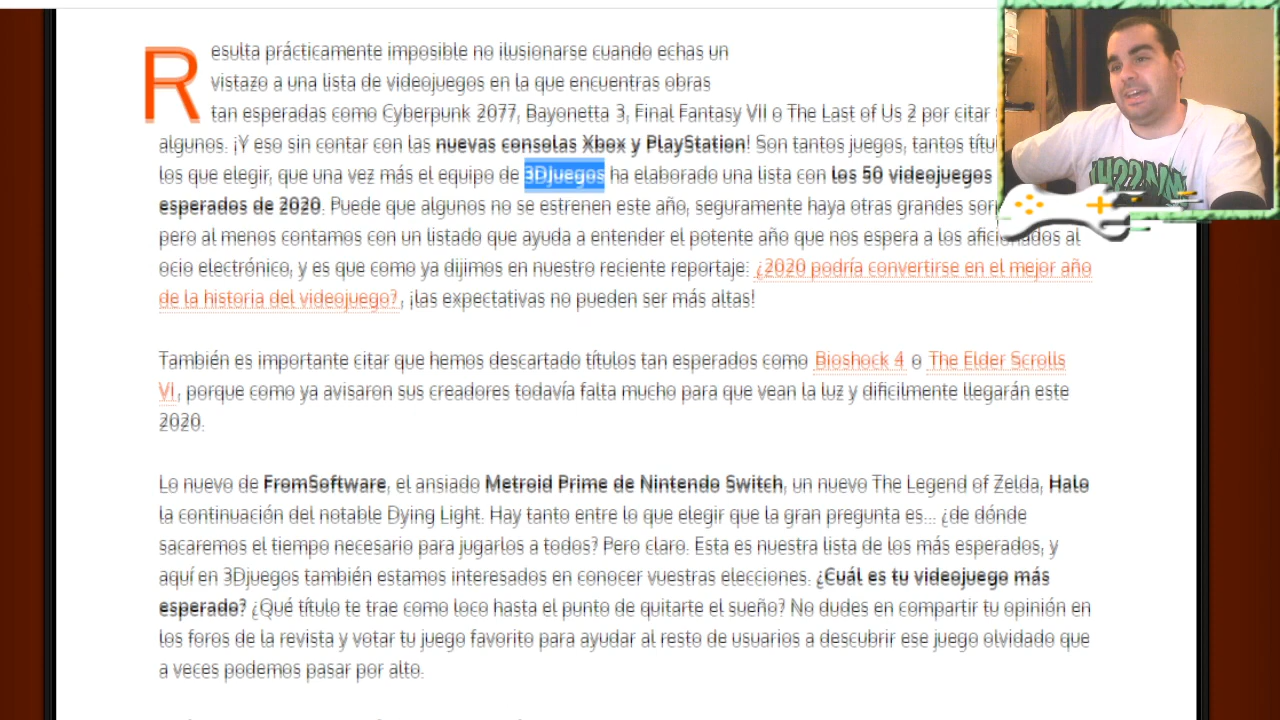 Resulta prácticamente imposible no ilusionarse cuando echas un
vistazo a una lista de videojuegos en la que encuentras obras
tan esperadas como Cyberpunk 2077, Bayonetta 3, Final Fantasy VII o The Last of Us 2 por citar
algunos. ¡Y eso sin contar con las nuevas consolas Xbox y PlayStation! Son tantos juegos, tantos
los que elegir, que una vez más el equipo de 3DJuegos ha elaborado una lista con los 50 videojuegos
esperados de 2020. Puede que algunos no se estrenen este año, seguramente haya otras grandes
pero al menos contamos con un listado que ayuda a entender el potente año que nos espera a los aficionados al
ocio electrónico, y es que como ya dijimos en nuestro reciente reportaje: ¿2020 podría convertirse en el mejor año
de la historia del videojuego?, ¡las expectativas no pueden ser más altas!
También es importante citar que hemos descartado títulos tan esperados como Bioshock 4 o The Elder Scrolls
VI, porque como ya avisaron sus creadores todavía falta mucho para que vean la luz y dificilmente llegarán este
2020.
Lo nuevo de FromSoftware, el ansiado Metroid Prime de Nintendo Switch, un nuevo The Legend of Zelda, Halo
la continuación del notable Dying Light. Hay tanto entre lo que elegir que la gran pregunta es... ¿de dónde
sacaremos el tiempo necesario para jugarlos a todos? Pero claro. Esta es nuestra lista de los más esperados, y
aquí en 3Djuegos también estamos interesados en conocer vuestras elecciones. ¿Cuál es tu videojuego más
esperado? ¿Qué título te trae como loco hasta el punto de quitarte el sueño? No dudes en compartir tu opinión en
los foros de la revista y votar tu juego favorito para ayudar al resto de usuarios a descubrir ese juego olvidado que
a veces podemos pasar por alto.